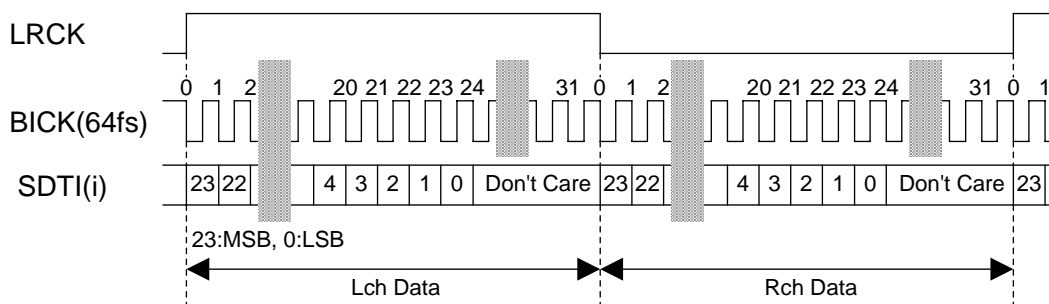 LRCK
0 1 2 20 21 22 23 24 31 0 1 2 20 21 22 23 24 31 0 1
BICK(64fs)
SDTI(i) 23 22 4 3 2 1 0 Don't Care 23 22 4 3 2 1 0 Don't Care 23
23:MSB, 0:LSB
Lch Data Rch Data